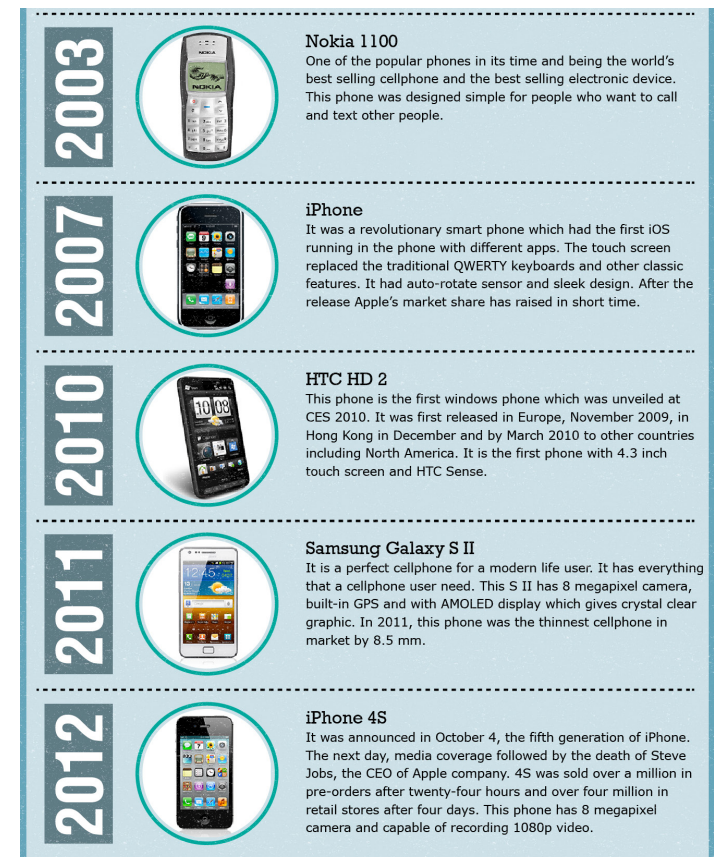 2003
NOKIA
NOKIA
Nokia 1100
One of the popular phones in its time and being the world's
best selling cellphone and the best selling electronic device.
This phone was designed simple for people who want to call
and text other people.
2007
iPhone
It was a revolutionary smart phone which had the first iOS
running in the phone with different apps. The touch screen
replaced the traditional QWERTY keyboards and other classic
features. It had auto-rotate sensor and sleek design. After the
release Apple's market share has raised in short time.
2010
10 08
HTC HD 2
This phone is the first windows phone which was unveiled at
CES 2010. It was first released in Europe, November 2009, in
Hong Kong in December and by March 2010 to other countries
including North America. It is the first phone with 4.3 inch
touch screen and HTC Sense.
2011
12:45
Samsung Galaxy S II
It is a perfect cellphone for a modern life user. It has everything
that a cellphone user need. This S II has 8 megapixel camera,
built-in GPS and with AMOLED display which gives crystal clear
graphic. In 2011, this phone was the thinnest cellphone in
market by 8.5 mm.
2012
iPhone 4S
It was announced in October 4, the fifth generation of iPhone.
The next day, media coverage followed by the death of Steve
Jobs, the CEO of Apple company. 4S was sold over a million in
pre-orders after twenty-four hours and over four million in
retail stores after four days. This phone has 8 megapixel
camera and capable of recording 1080p video.